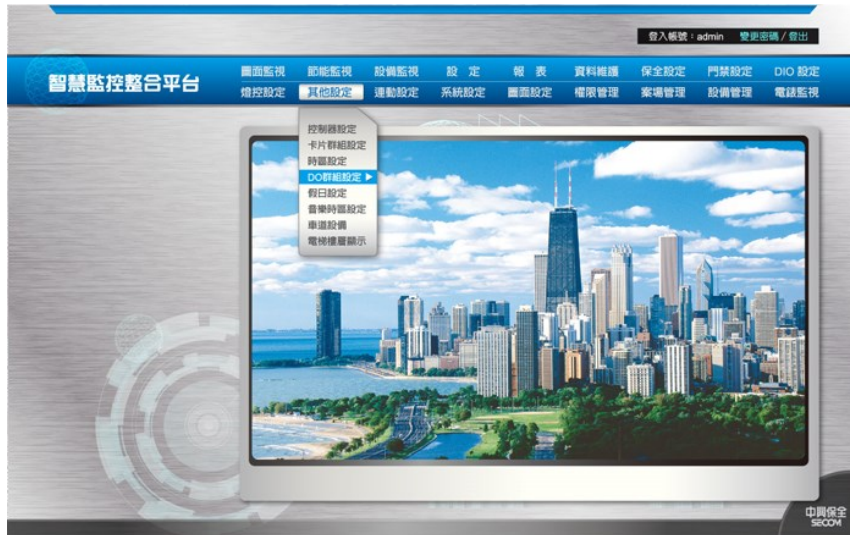 登入帳號：admin 變更密碼 / 登出
智慧監控整合平台
圖面監視 節能監視 設備監視 設 定 報 表 資料維護 保全設定 門禁設定 DIO 設定
燈控設定 其他設定 連動設定 系統設定 圖面設定 權限管理 案場管理 設備管理 電錶監視
控制器設定
卡片群組設定
時區設定
DO群組設定
假日設定
音樂時區設定
車道設備
電梯樓層顯示
中興保全
SECOM